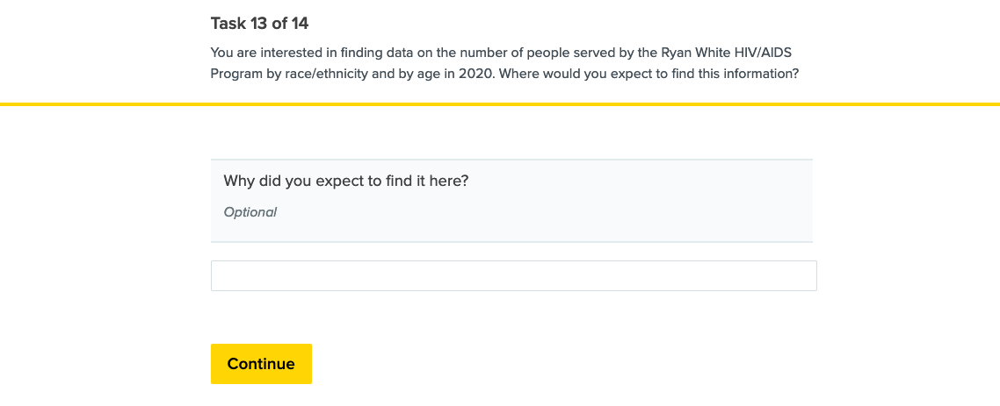 Task 13 of 14
You are interested in finding data on the number of people served by the Ryan White HIV/AIDS
Program by race/ethnicity and by age in 2020. Where would you expect to find this information?
Why did you expect to find it here?
Optional
Continue